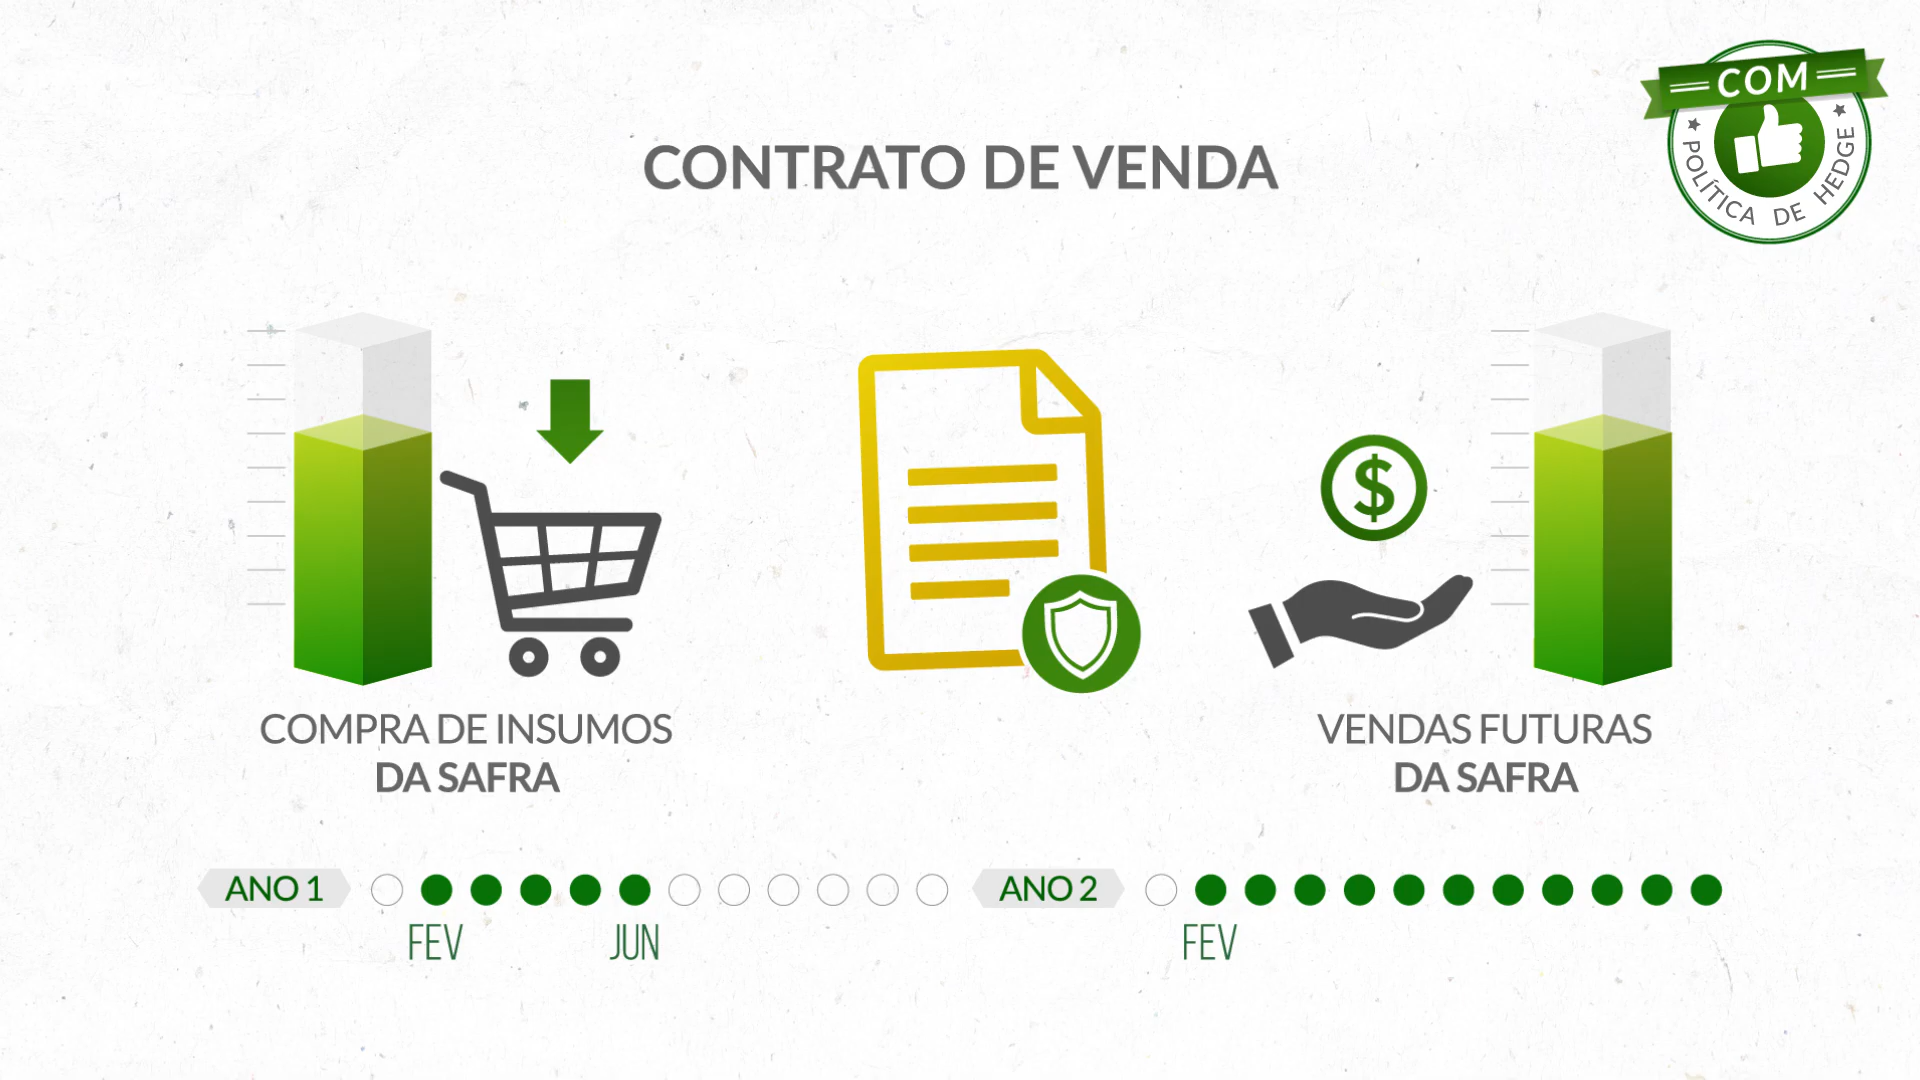 COM
POLÍTICA DE HEDGE
CONTRATO DE VENDA
$
COMPRA DE INSUMOS
DA SAFRA
VENDAS FUTURAS
DA SAFRA
ANO 1
ANO 2
FEV
JUN
FEV